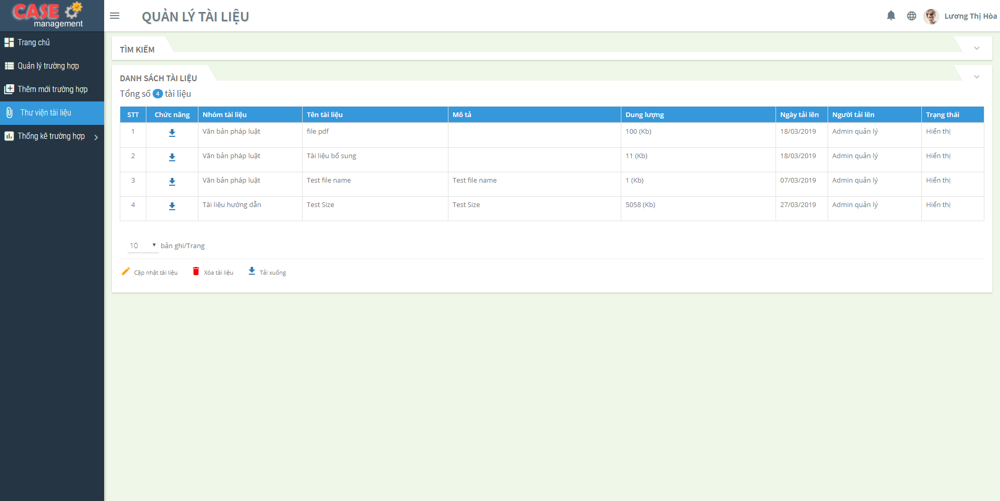 CASE
management
QUẢN LÝ TÀI LIỆU
Lương Thị Hòa
Trang chủ
Quản lý trường hợp
Thêm mới trường hợp
Thư viện tài liệu
Thống kê trường hợp
TÌM KIẾM
DANH SÁCH TÀI LIỆU
Tổng số 4 tài liệu
STT Chức năng Nhóm tài liệu Tên tài liệu Mô tả Dung lượng Ngày tải lên Người tải lên Trạng thái
1 Văn bản pháp luật file pdf 100 (Kb) 18/03/2019 Admin quản lý Hiển thị
2 Văn bản pháp luật Tài liệu bổ sung 11 (Kb) 18/03/2019 Admin quản lý Hiển thị
3 Văn bản pháp luật Test file name Test file name 1 (Kb) 07/03/2019 Admin quản lý Hiển thị
4 Tài liệu hướng dẫn Test Size Test Size 5058 (Kb) 27/03/2019 Admin quản lý Hiển thị
10 bản ghi/Trang
Cập nhật tài liệu Xóa tài liệu Tải xuống